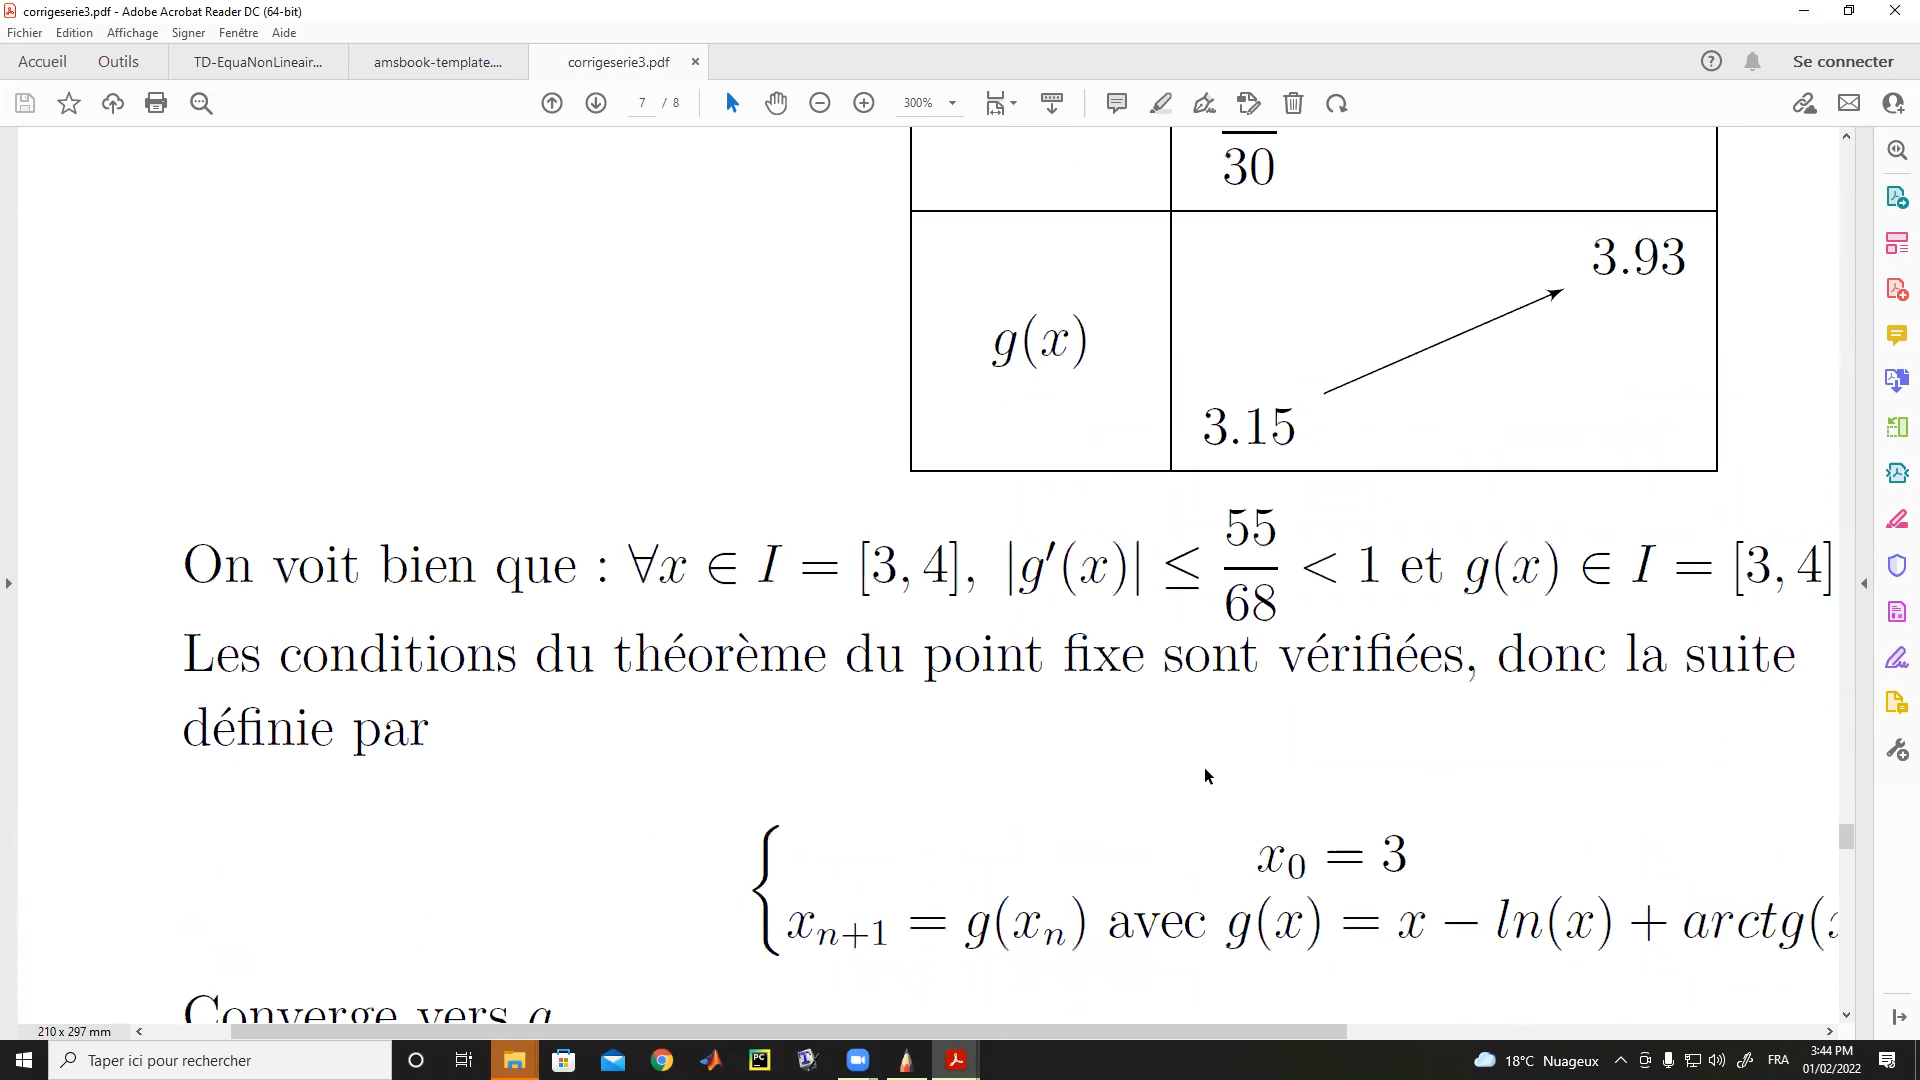 corrigeserie3.pdf - Adobe Acrobat Reader DC (64-bit)
Fichier Edition Affichage Signer Fenêtre Aide
Accueil Outils TD-EquaNonLineair... amsbook-template.... corrigeserie3.pdf × Se connecter
7 / 8 300%
30
3.93
g(x)
3.15
On voit bien que : ∀x ∈ I = [3, 4], |g′(x)| ≤ 55/68 < 1 et g(x) ∈ I = [3, 4]
Les conditions du théorème du point fixe sont vérifiées, donc la suite
définie par
x₀ = 3
xₙ₊₁ = g(xₙ) avec g(x) = x − ln(x) + arctg(
Converge vers
210 x 297 mm
Taper ici pour rechercher
18°C Nuageux FRA 3:44 PM
01/02/2022